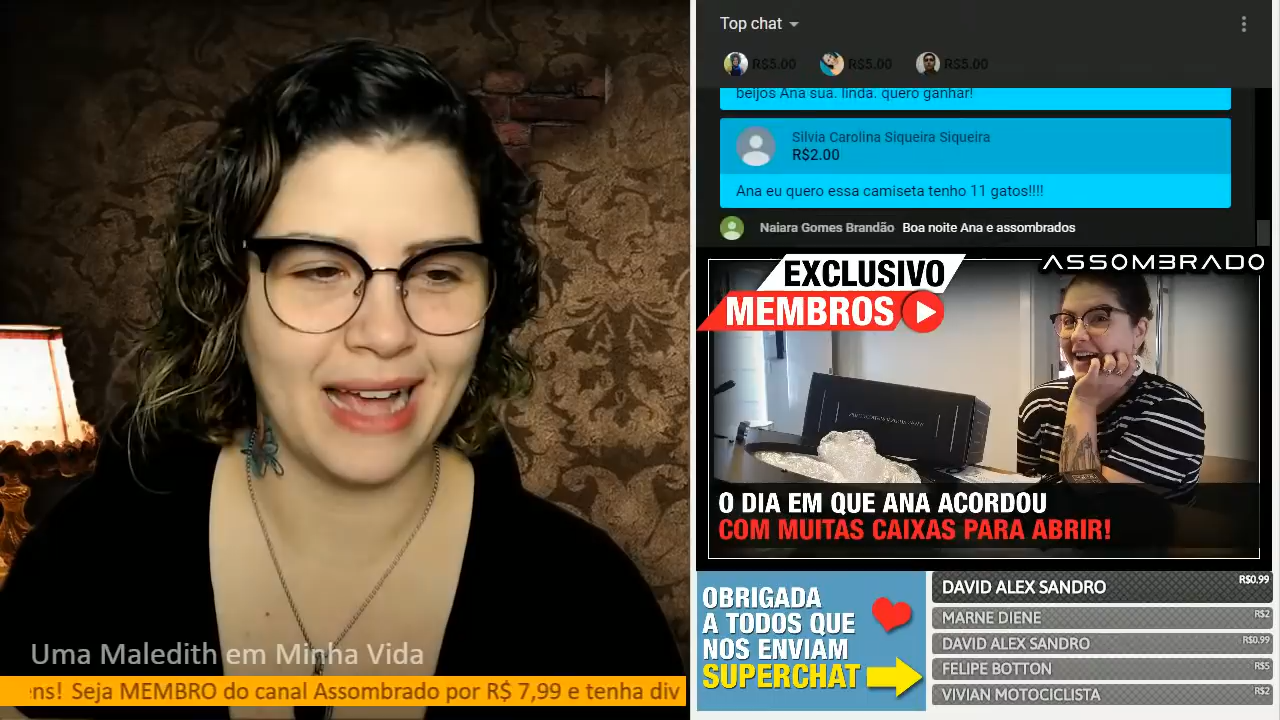 Top chat
R$5.00
R$5.00
R$5.00
beijos Ana sua. linda. quero ganhar!
Silvia Carolina Siqueira Siqueira
R$2.00
Ana eu quero essa camiseta tenho 11 gatos!!!!
Naiara Gomes Brandão Boa noite Ana e assombrados
EXCLUSIVO
MEMBROS
ASSOMBRADO
O DIA EM QUE ANA ACORDOU
COM MUITAS CAIXAS PARA ABRIR!
OBRIGADA
A TODOS QUE
NOS ENVIAM
SUPERCHAT
DAVID ALEX SANDRO R$0.99
MARNE DIENE R$2
DAVID ALEX SANDRO R$0.99
FELIPE BOTTON R$5
VIVIAN MOTOCICLISTA R$2
Uma Maledith em Minha Vida
ens! Seja MEMBRO do canal Assombrado por R$ 7,99 e tenha div